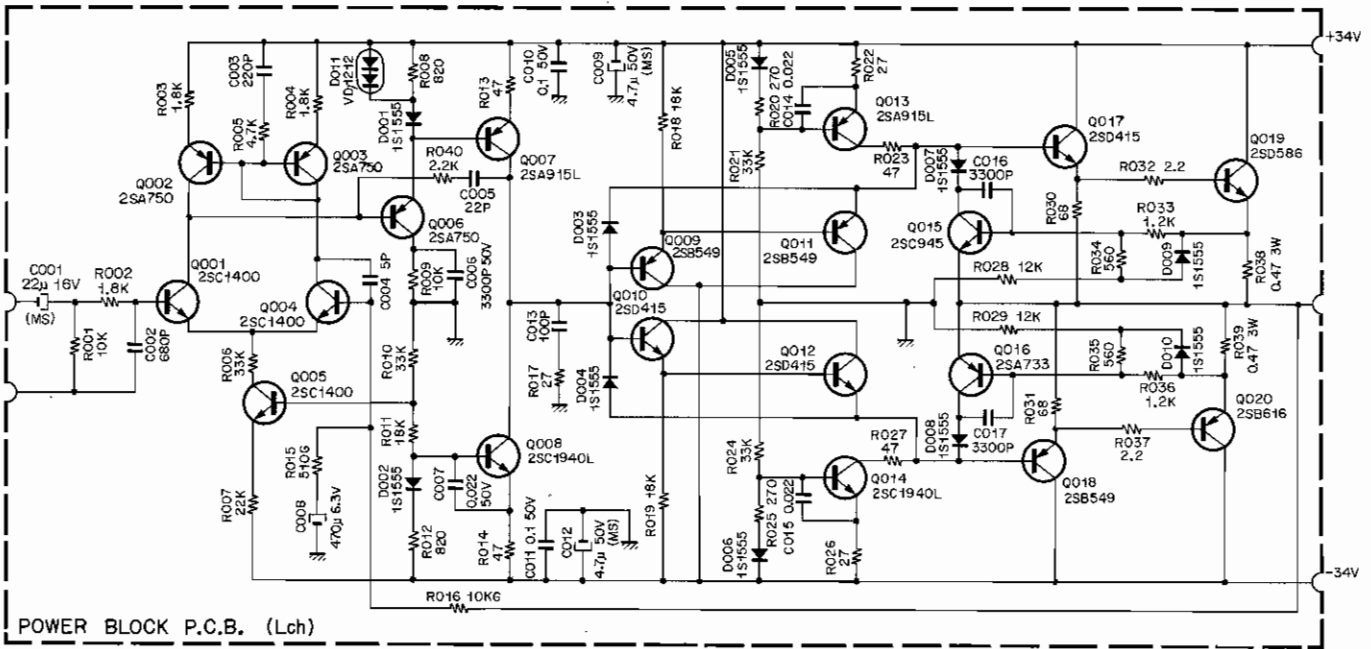 +34V
C003
220P
R003
1.8K
R004
1.8K
R005
4.7K
D011
VD1212
R008
820
D001
1S1555
R013
47
C010
0.1 50V
C009
4.7μ 50V
(MS)
R018 18K
D005
1S1555
R020 270
C014 0.022
R022
27
Q013
2SA915L
Q017
2SD415
Q019
2SD586
Q002
2SA750
Q003
2SA750
R040
2.2K
C005
22P
Q007
2SA915L
R021
33K
R023
47
D007
1S1555
C016
3300P
R032 2.2
R030
68
Q006
2SA750
D003
1S1555
Q009
2SB549
Q011
2SB549
Q015
2SC945
R033
1.2K
R034
560
D009
1S1555
R038
0.47 3W
C001
22μ 16V
(MS)
R002
1.8K
Q001
2SC1400
Q004
2SC1400
C004 5P
R009
10K
C006
3300P 50V
R028 12K
R001
10K
C002
680P
R006
33K
Q005
2SC1400
R010
33K
C013
100P
Q010
2SD415
R029 12K
R017
27
D004
1S1555
Q012
2SD415
Q016
2SA733
R035
560
D010
1S1555
R039
0.47 3W
R036
1.2K
R011
18K
R031
68
Q020
2SB616
R015
510G
D002
1S1555
C007
0.022
50V
Q008
2SC1940L
R024
33K
R027
47
D008
1S1555
C017
3300P
R037
2.2
Q014
2SC1940L
Q018
2SB549
R007
22K
C008
470μ 6.3V
R012
820
R014
47
C011 0.1 50V
C012
4.7μ 50V
(MS)
R019 18K
D006
1S1555
R025 270
C015 0.022
R026
27
-34V
R016 10KG
POWER BLOCK P.C.B. (Lch)